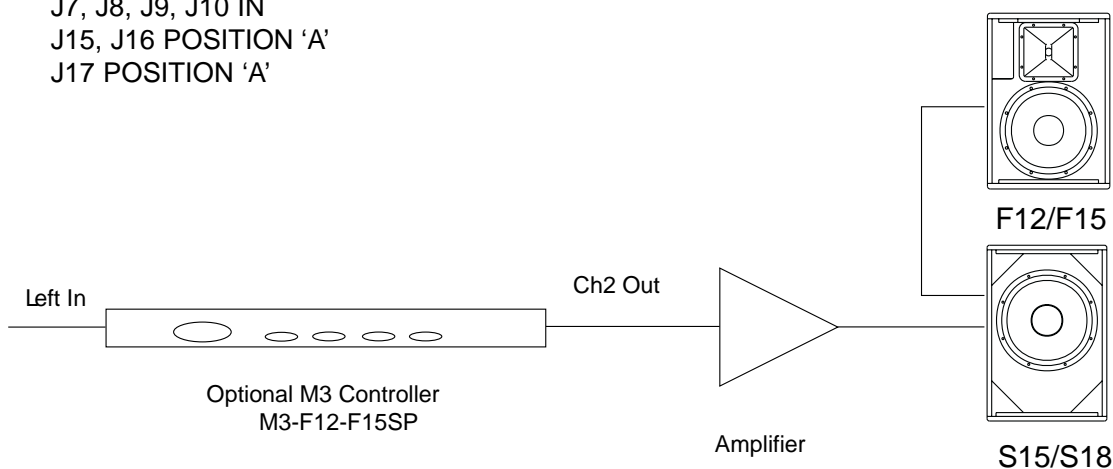 J7, J8, J9, J10 IN
J15, J16 POSITION ‘A’
J17 POSITION ‘A’
F12/F15
Left In
Ch2 Out
Optional M3 Controller
M3-F12-F15SP
Amplifier
S15/S18